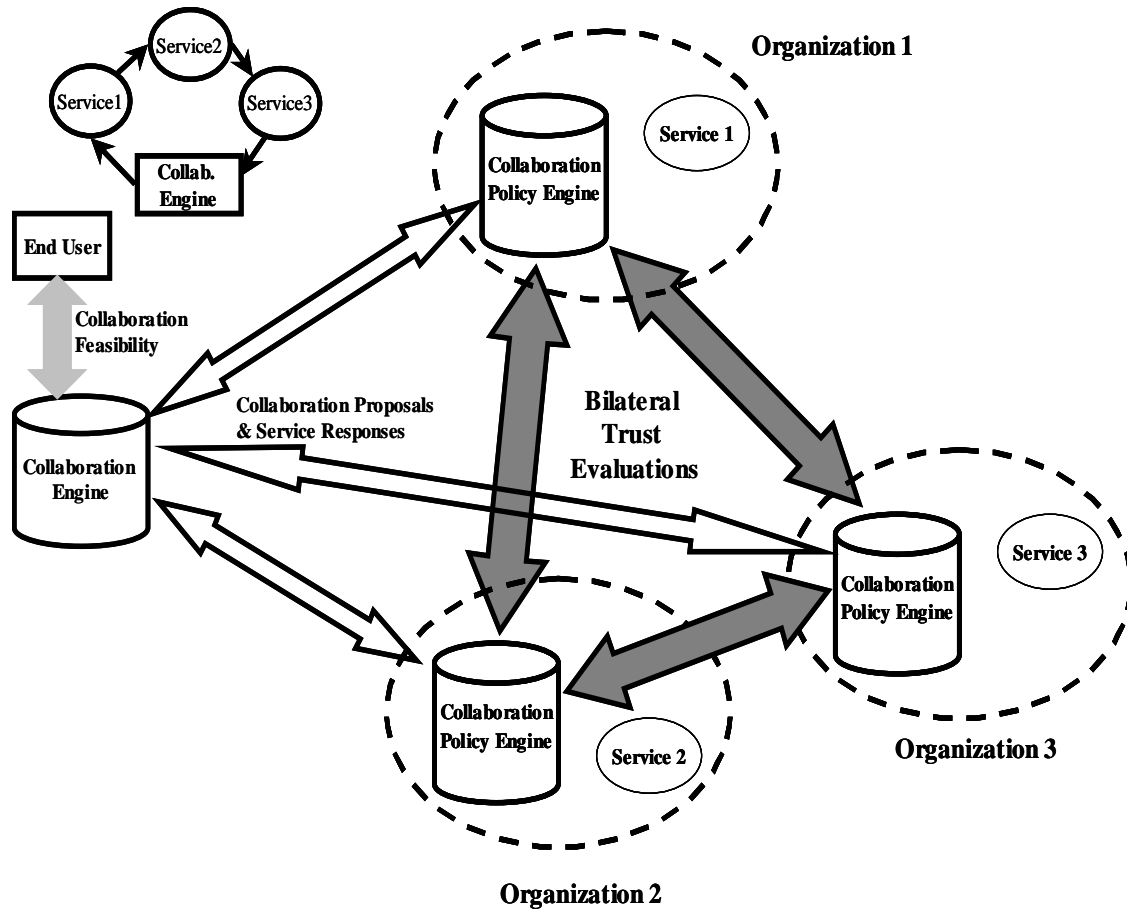 Organization 1
Service2
Service1
Service3
Collab.
Engine
Service 1
Collaboration
Policy Engine
End User
Collaboration
Feasibility
Collaboration Proposals
& Service Responses
Bilateral
Trust
Evaluations
Collaboration
Engine
Service 3
Collaboration
Policy Engine
Collaboration
Policy Engine
Service 2
Organization 3
Organization 2